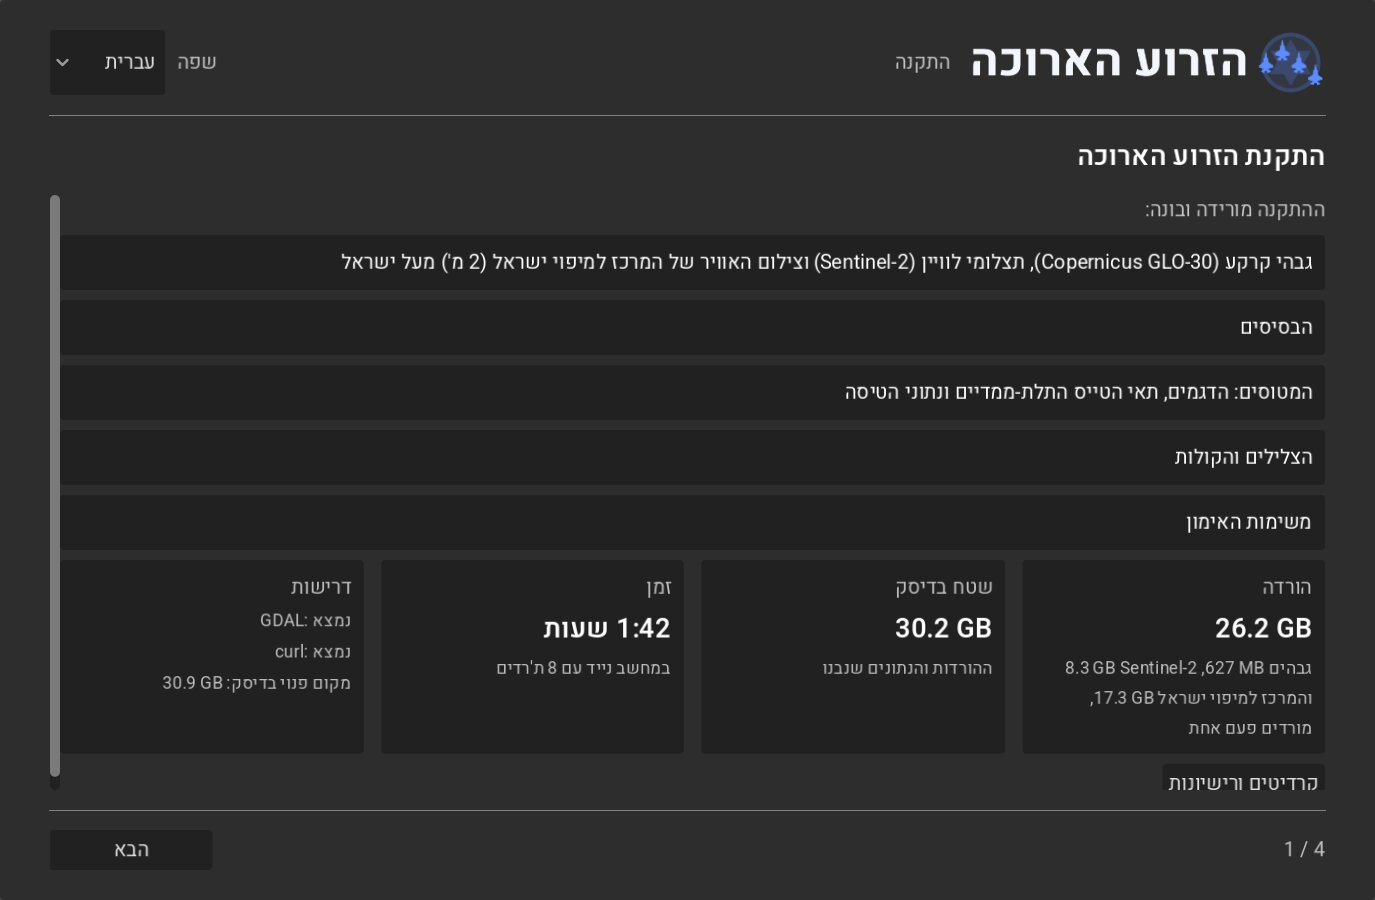 הזרוע הארוכה
התקנה
שפה
עברית
התקנת הזרוע הארוכה
ההתקנה מורידה ובונה:
גבהי קרקע (Copernicus GLO-30), תצלומי לוויין (Sentinel-2) וצילום האוויר של המרכז למיפוי ישראל (2 מ') מעל ישראל
הבסיסים
המטוסים: הדגמים, תאי הטייס התלת-ממדיים ונתוני הטיסה
הצלילים והקולות
משימות האימון
הורדה
26.2 GB
גבהים 627 MB, Sentinel-2 8.3 GB
והמרכז למיפוי ישראל 17.3 GB,
מורדים פעם אחת
שטח בדיסק
30.2 GB
ההורדות והנתונים שנבנו
זמן
1:42 שעות
במחשב נייד עם 8 ת'רדים
דרישות
GDAL: נמצא
curl: נמצא
מקום פנוי בדיסק: 30.9 GB
קרדיטים ורישיונות
1 / 4
הבא